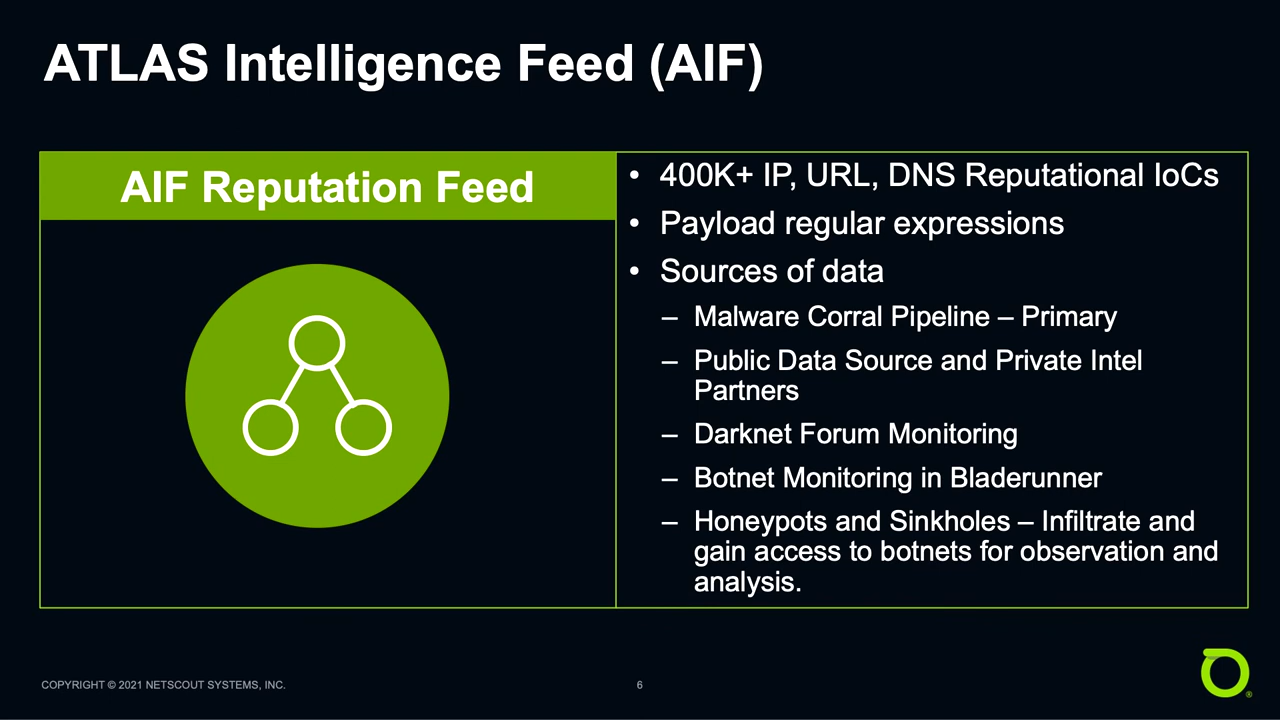 ATLAS Intelligence Feed (AIF)
AIF Reputation Feed
• 400K+ IP, URL, DNS Reputational IoCs
• Payload regular expressions
• Sources of data
– Malware Corral Pipeline – Primary
– Public Data Source and Private Intel
Partners
– Darknet Forum Monitoring
– Botnet Monitoring in Bladerunner
– Honeypots and Sinkholes – Infiltrate and
gain access to botnets for observation and
analysis.
COPYRIGHT © 2021 NETSCOUT SYSTEMS, INC.
6
®